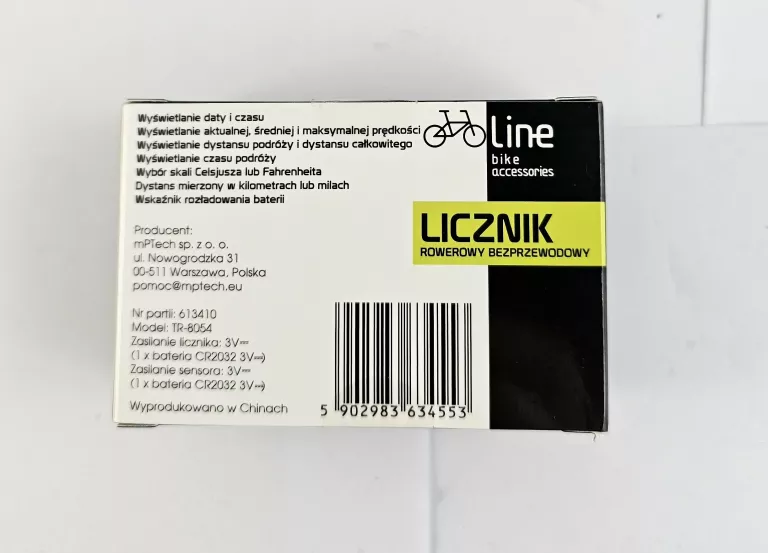 Wyświetlanie daty i czasu
Wyświetlanie aktualnej, średniej i maksymalnej prędkości
Wyświetlanie dystansu podróży i dystansu całkowitego
Wyświetlanie czasu podróży
Wybór skali Celsjusza lub Fahrenheita
Dystans mierzony w kilometrach lub milach
Wskaźnik rozładowania baterii
Producent:
mPTech sp. z o. o.
ul. Nowogrodzka 31
00-511 Warszawa, Polska
pomoc@mptech.eu
Nr partii: 613410
Model: TR-8054
Zasilanie licznika: 3V⎓
(1 x bateria CR2032 3V⎓)
Zasilanie sensora: 3V⎓
(1 x bateria CR2032 3V⎓)
Wyprodukowano w Chinach
line
bike
accessories
LICZNIK
ROWEROWY BEZPRZEWODOWY
5 902983 634553